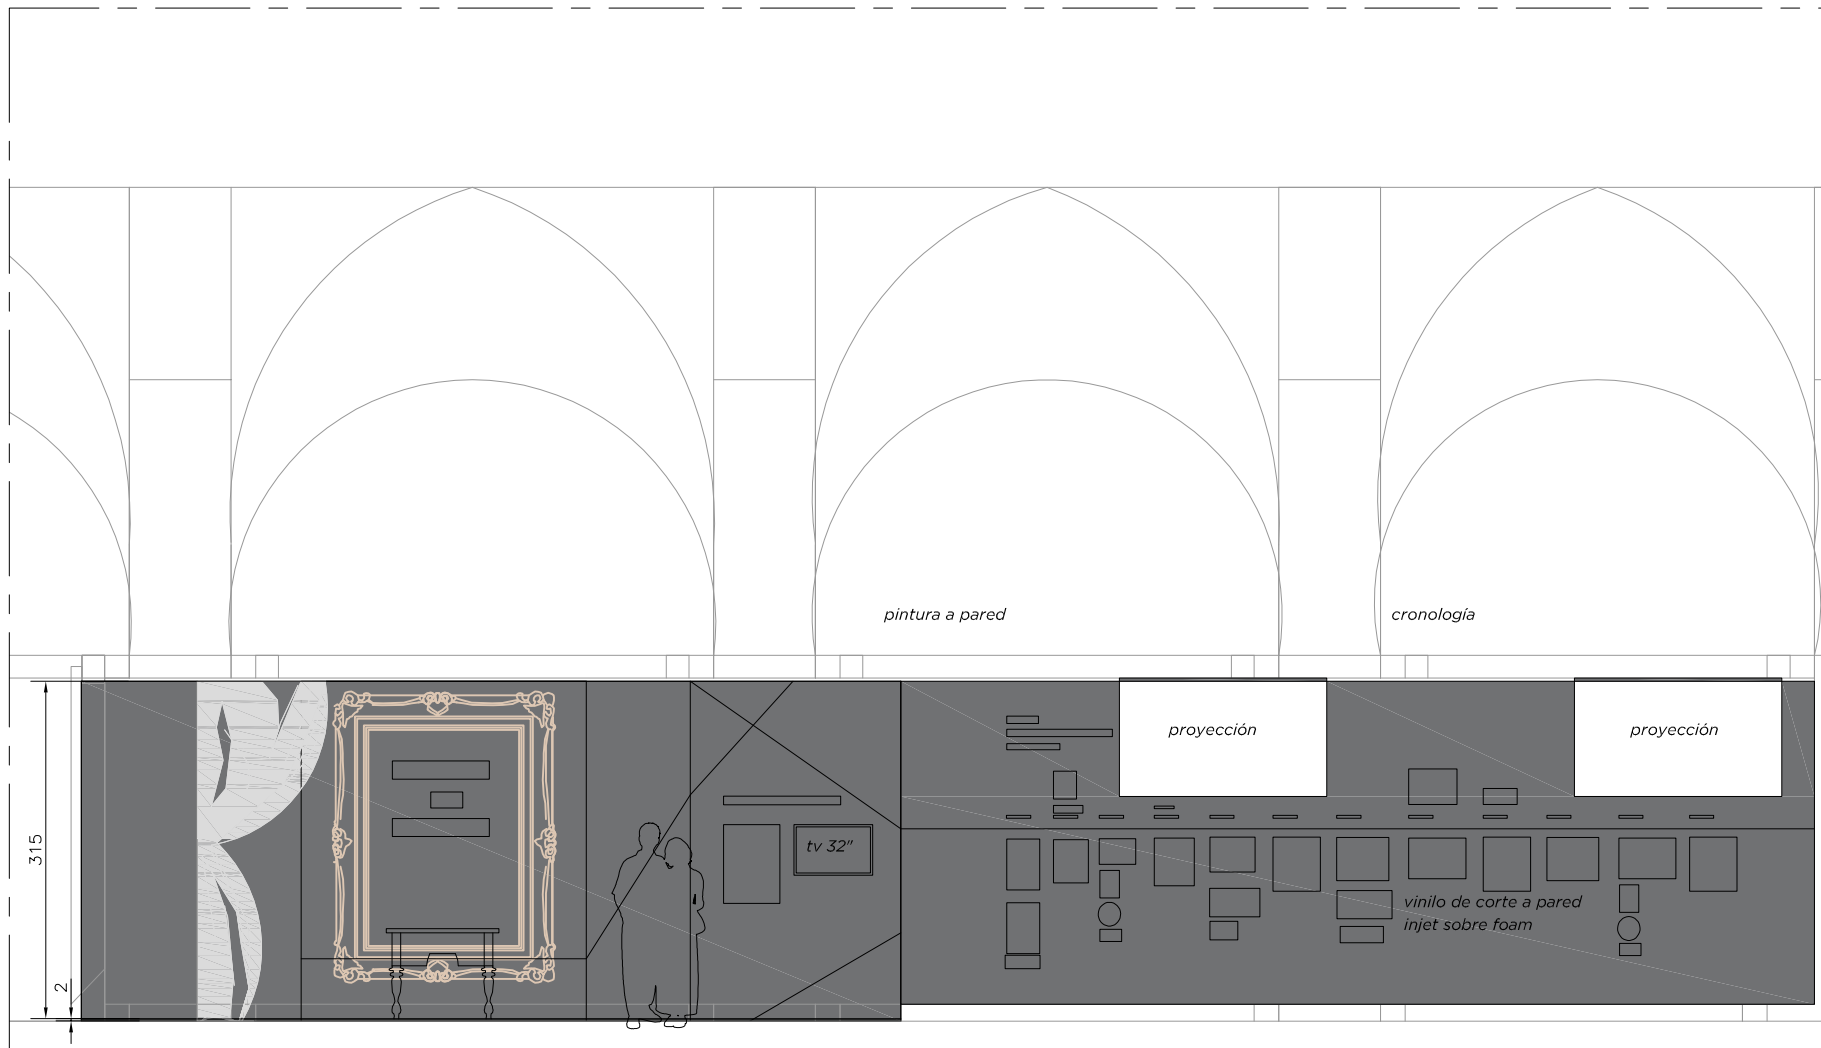 pintura a pared
cronología
proyección
proyección
tv 32"
vinilo de corte a pared
injet sobre foam
315
2